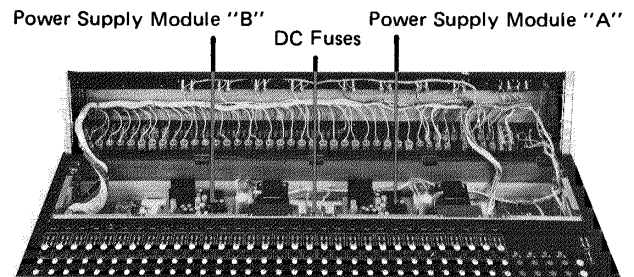 Power Supply Module "B"
DC Fuses
Power Supply Module "A"